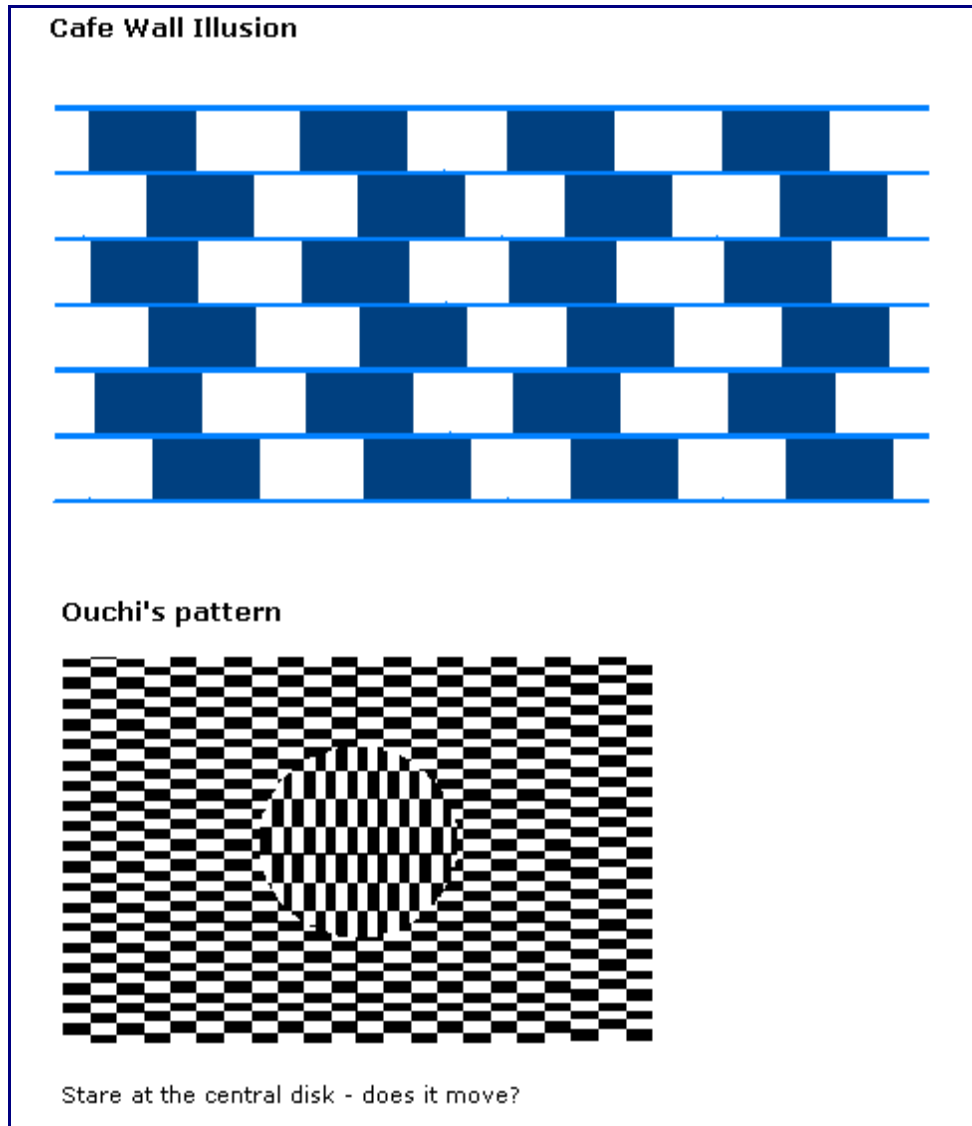 Cafe Wall Illusion
Ouchi's pattern
Stare at the central disk - does it move?